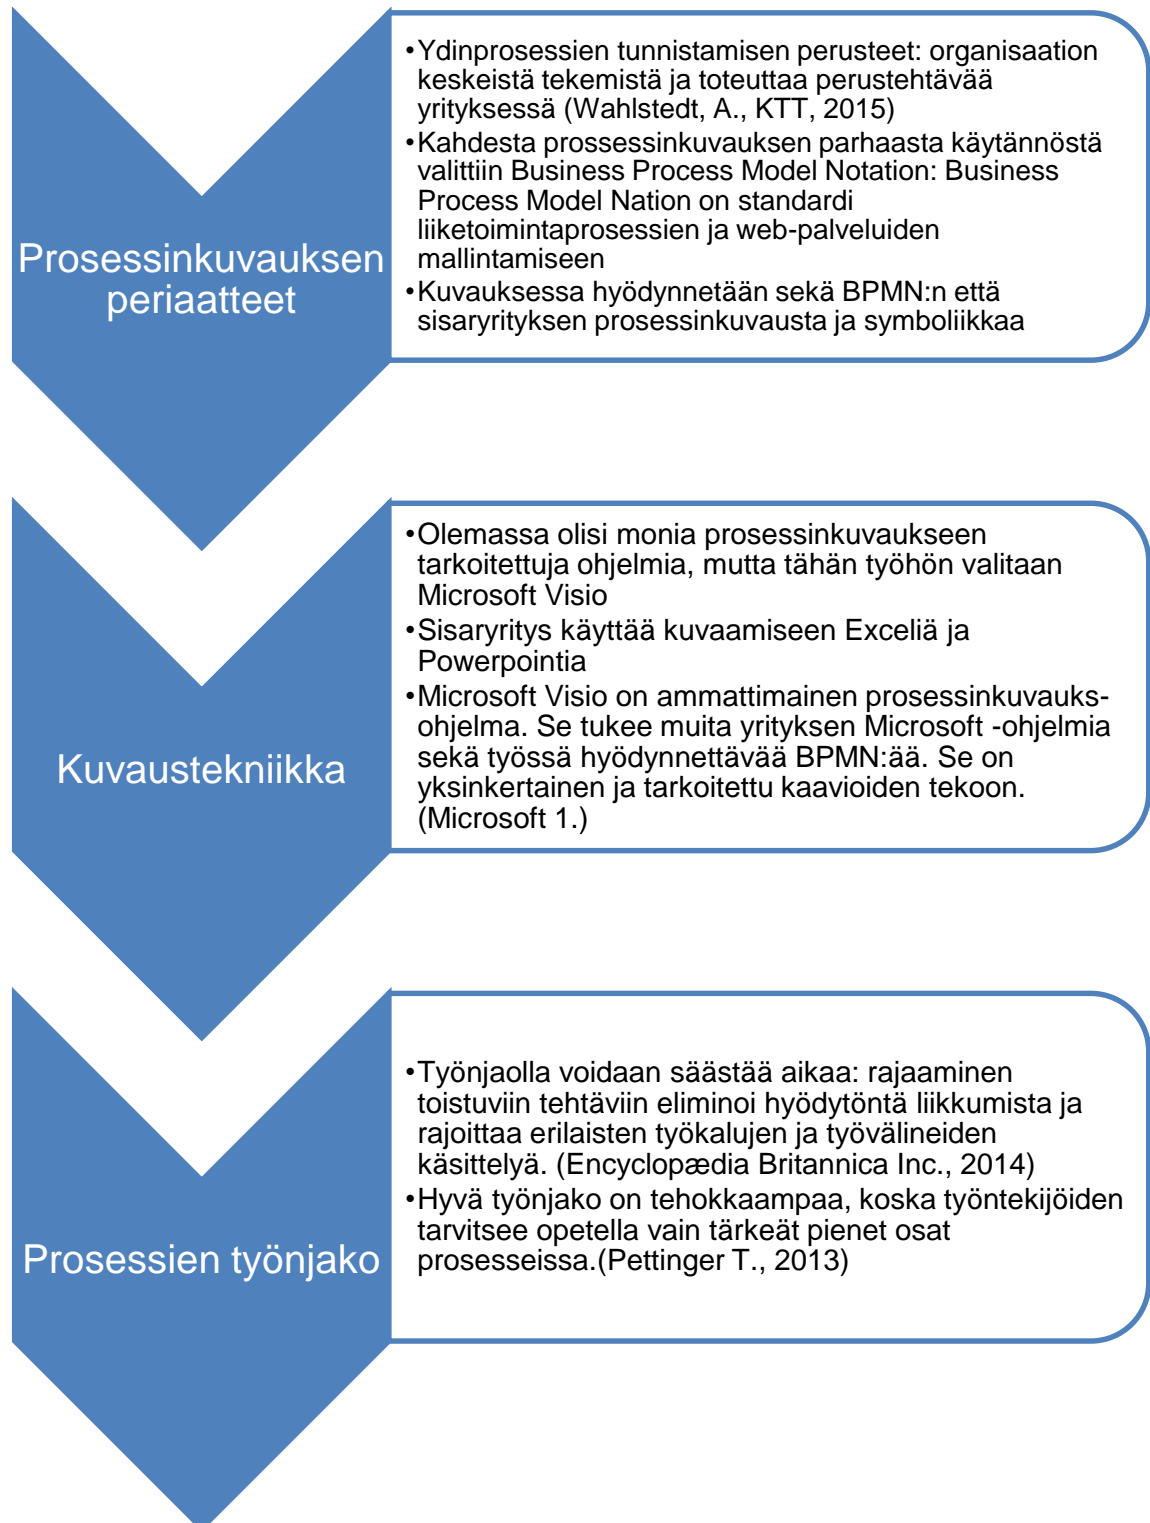 Prosessinkuvauksen
periaatteet
•Ydinprosessien tunnistamisen perusteet: organisaation
keskeistä tekemistä ja toteuttaa perustehtävää
yrityksessä (Wahlstedt, A., KTT, 2015)
•Kahdesta prossessinkuvauksen parhaasta käytännöstä
valittiin Business Process Model Notation: Business
Process Model Nation on standardi
liiketoimintaprosessien ja web-palveluiden
mallintamiseen
•Kuvauksessa hyödynnetään sekä BPMN:n että
sisaryrityksen prosessinkuvausta ja symboliikkaa
Kuvaustekniikka
•Olemassa olisi monia prosessinkuvaukseen
tarkoitettuja ohjelmia, mutta tähän työhön valitaan
Microsoft Visio
•Sisaryritys käyttää kuvaamiseen Exceliä ja
Powerpointia
•Microsoft Visio on ammattimainen prosessinkuvauks-
ohjelma. Se tukee muita yrityksen Microsoft -ohjelmia
sekä työssä hyödynnettävää BPMN:ää. Se on
yksinkertainen ja tarkoitettu kaavioiden tekoon.
(Microsoft 1.)
Prosessien työnjako
•Työnjaolla voidaan säästää aikaa: rajaaminen
toistuviin tehtäviin eliminoi hyödytöntä liikkumista ja
rajoittaa erilaisten työkalujen ja työvälineiden
käsittelyä. (Encyclopædia Britannica Inc., 2014)
•Hyvä työnjako on tehokkaampaa, koska työntekijöiden
tarvitsee opetella vain tärkeät pienet osat
prosesseissa.(Pettinger T., 2013)